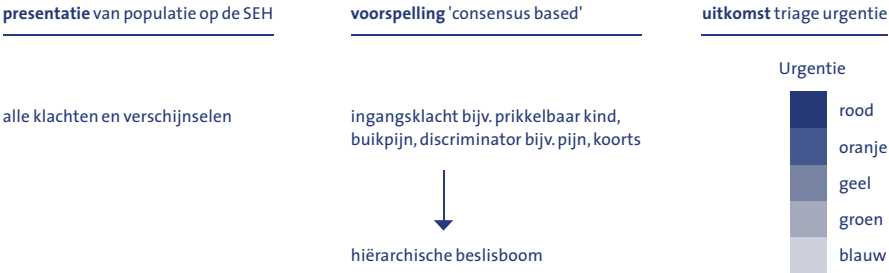 presentatie van populatie op de SEH
voorspelling 'consensus based'
uitkomst triage urgentie
Urgentie
alle klachten en verschijnselen
ingangsklacht bijv. prikkelbaar kind,
buikpijn, discriminator bijv. pijn, koorts
hiërarchische beslisboom
rood
oranje
geel
groen
blauw